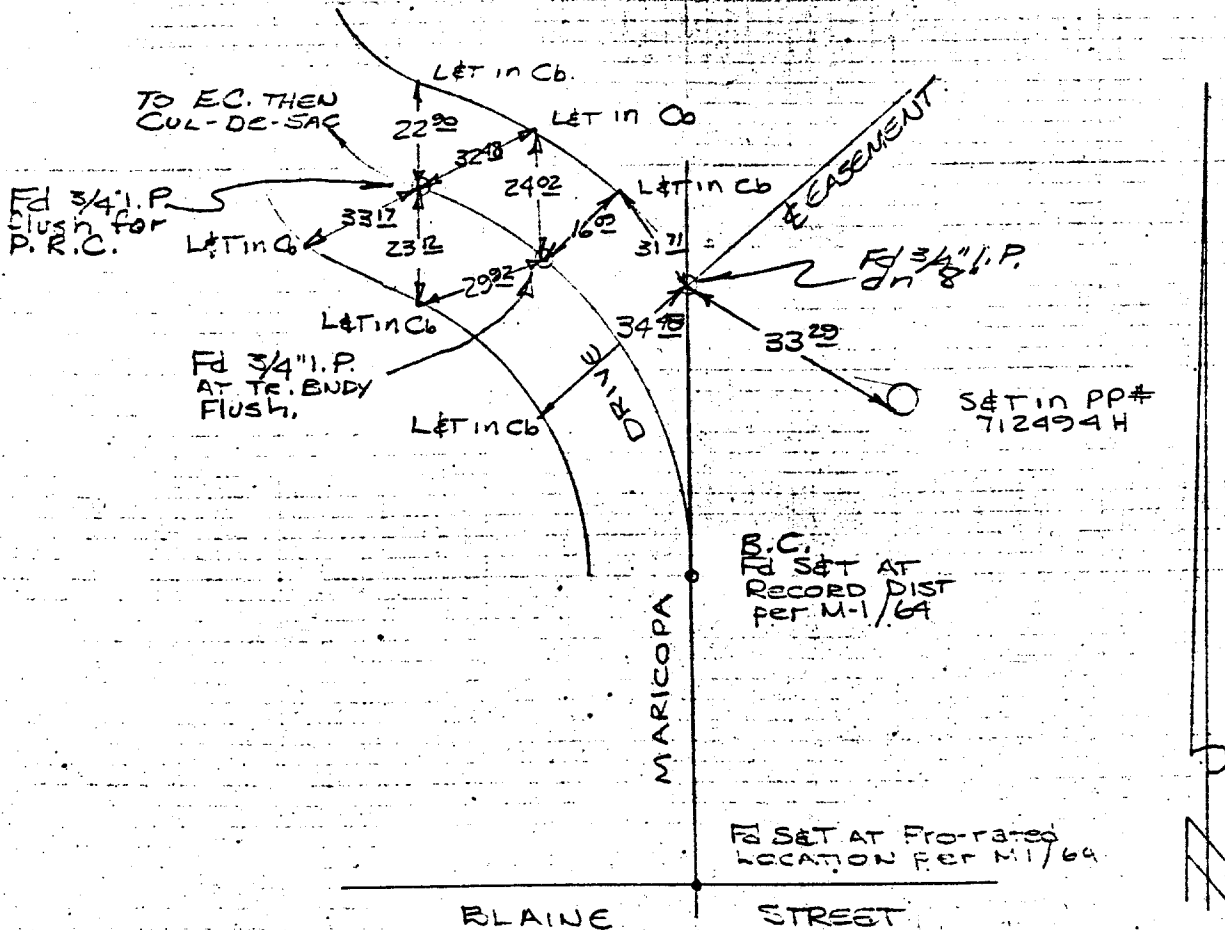 L&T in Cb.
TO E.C. THEN
CUL-DE-SAC
22 90
32 48
L&T in Cb
24 02
Fd 3/4" I.P.
flush for
P.R.C.
33 17
L&T in Cb
23 12
16 09
L&T in Cb
31 71
℄ EASEMENT
Fd 3/4" I.P.
dn 8"
29 92
L&T in Cb
34 48
33 29
Fd 3/4" I.P.
AT TR. BNDY
Flush.
L&T in Cb
S&T in PP#
712494 H
MARICOPA DRIVE
B.C.
Fd S&T AT
RECORD DIST
per M-1/64
Fd S&T AT Pro-rated
LOCATION per M1/64
BLAINE STREET